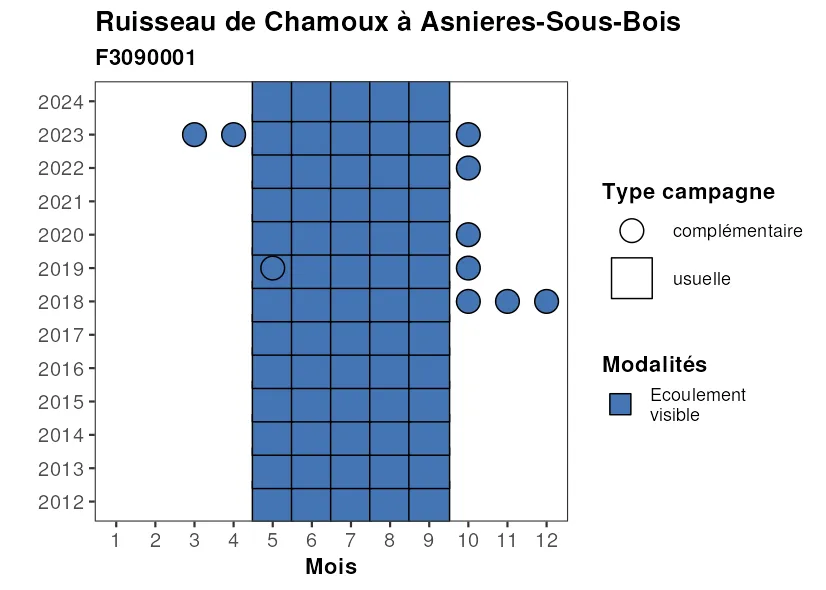 Ruisseau de Chamoux à Asnieres-Sous-Bois
F3090001
2024
2023
2022
2021
2020
2019
2018
2017
2016
2015
2014
2013
2012
1 2 3 4 5 6 7 8 9 10 11 12
Mois
Type campagne
complémentaire
usuelle
Modalités
Ecoulement
visible